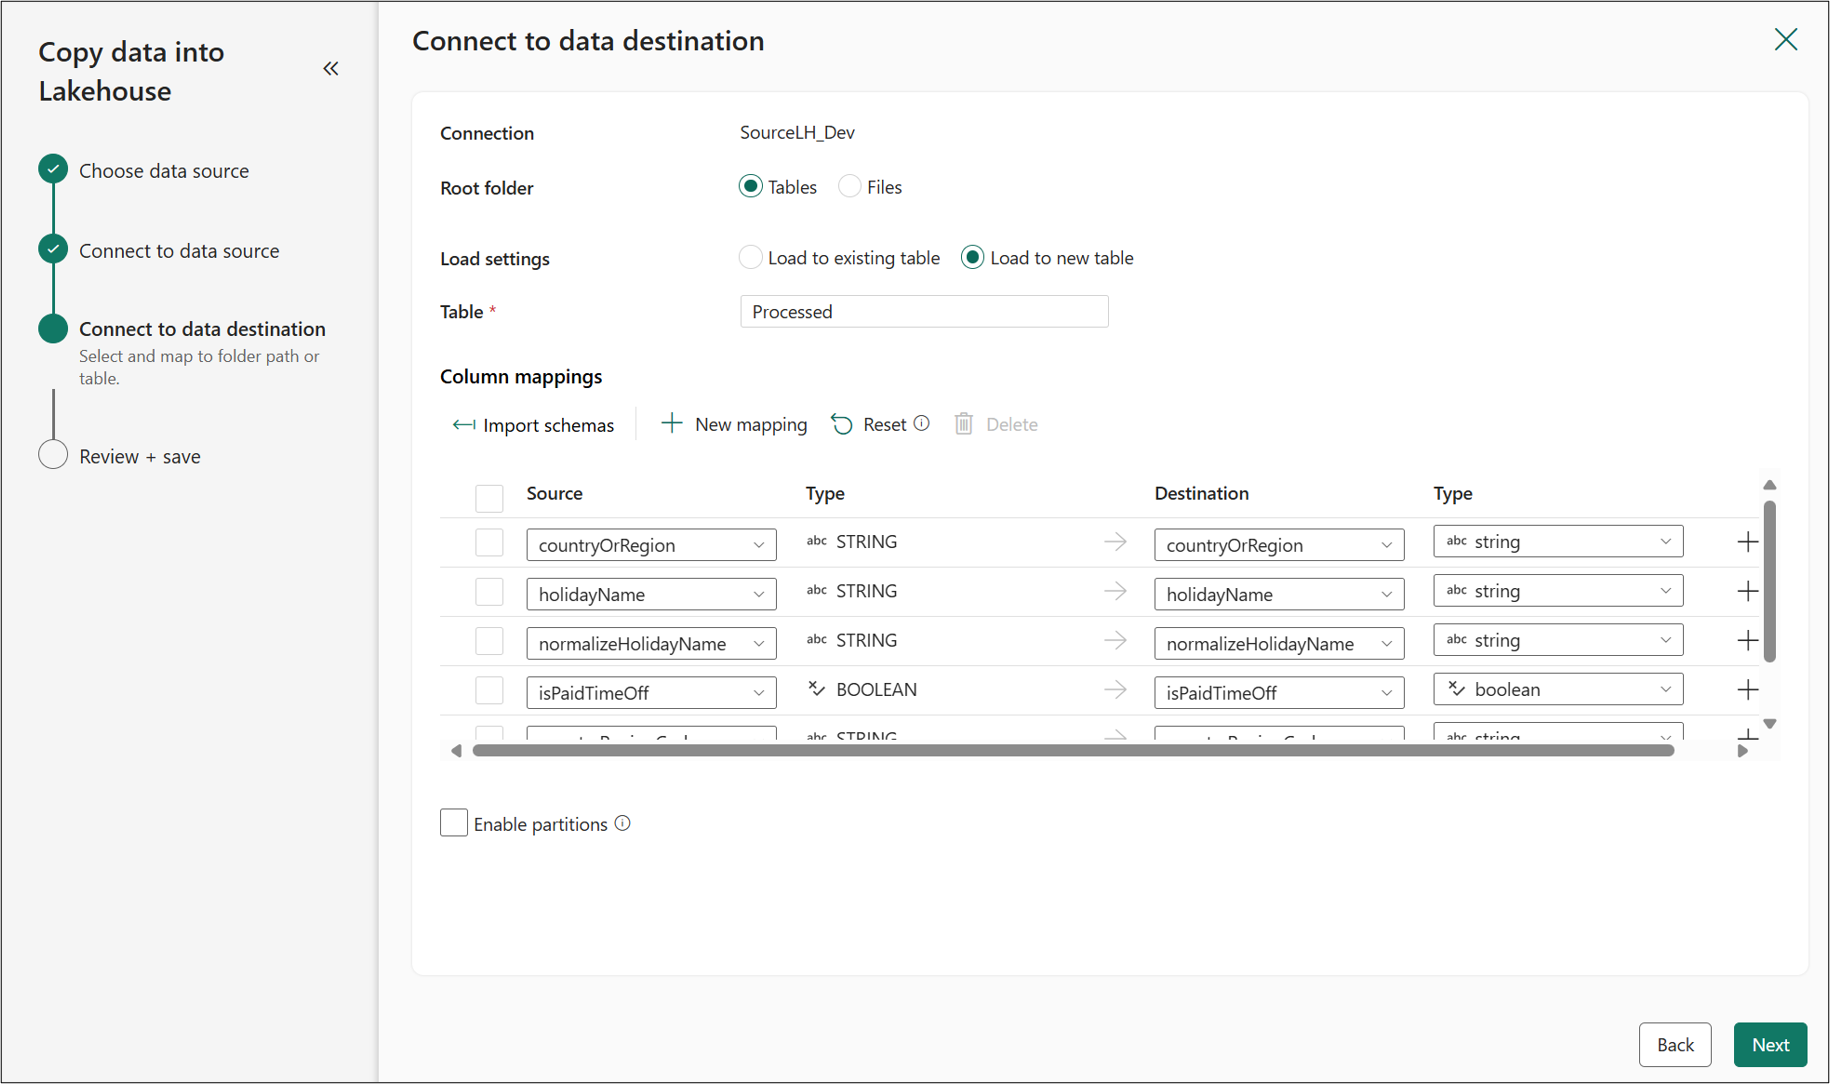 Copy data into
Lakehouse
Choose data source
Connect to data source
Connect to data destination
Select and map to folder path or
table.
Review + save
Connect to data destination
Connection SourceLH_Dev
Root folder Tables Files
Load settings Load to existing table Load to new table
Table * Processed
Column mappings
Import schemas New mapping Reset Delete
Source Type Destination Type
countryOrRegion abc STRING countryOrRegion abc string
holidayName abc STRING holidayName abc string
normalizeHolidayName abc STRING normalizeHolidayName abc string
isPaidTimeOff BOOLEAN isPaidTimeOff boolean
abc STRING abc string
Enable partitions
Back Next